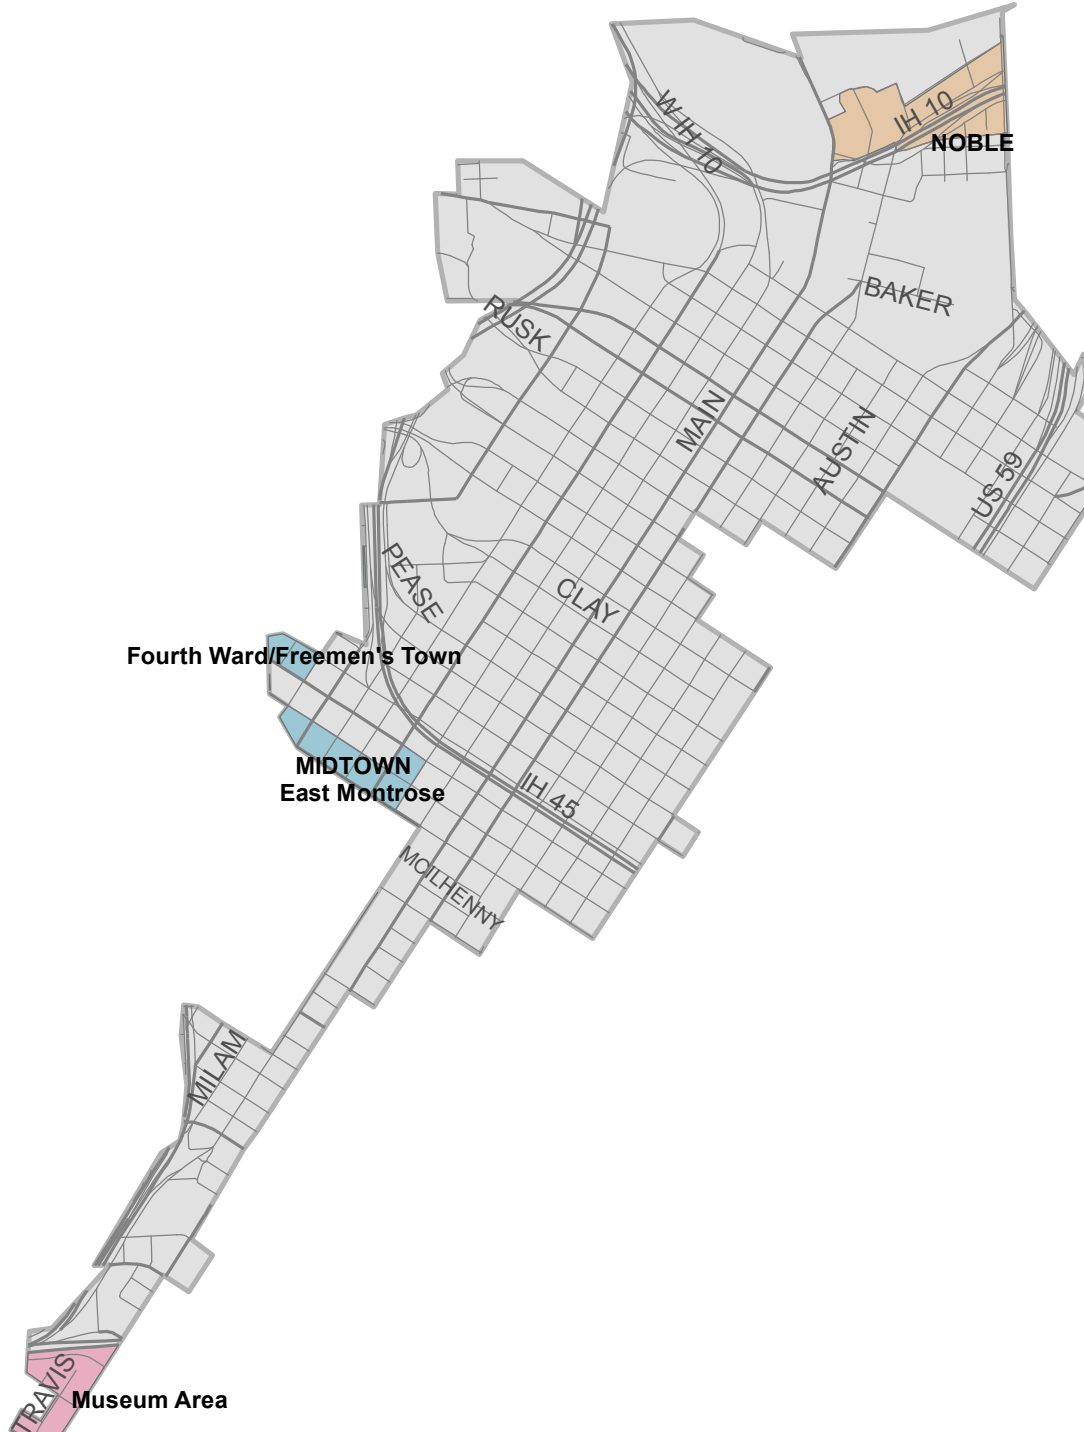 W IH 10
IH 10
NOBLE
BAKER
RUSK
MAIN
AUSTIN
US 59
PEASE
CLAY
Fourth Ward/Freemen's Town
MIDTOWN
East Montrose
IH 45
MCILHENNY
MILAM
TRAVIS
Museum Area